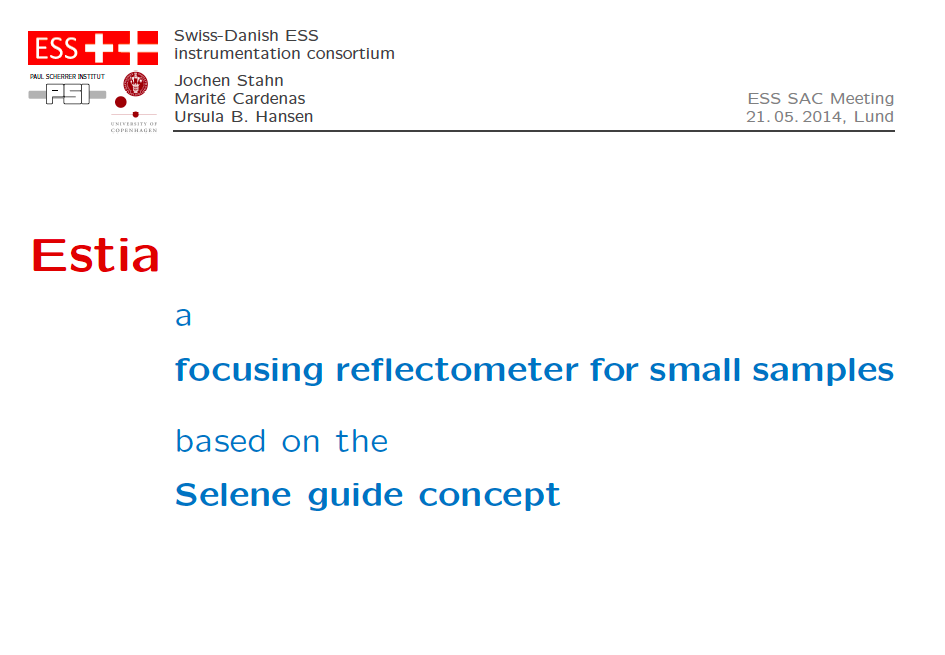 ESS
PAUL SCHERRER INSTITUT
PSI
UNIVERSITY OF
COPENHAGEN
Swiss-Danish ESS
instrumentation consortium
Jochen Stahn
Marité Cardenas
Ursula B. Hansen
ESS SAC Meeting
21.05.2014, Lund
Estia
a
focusing reflectometer for small samples
based on the
Selene guide concept